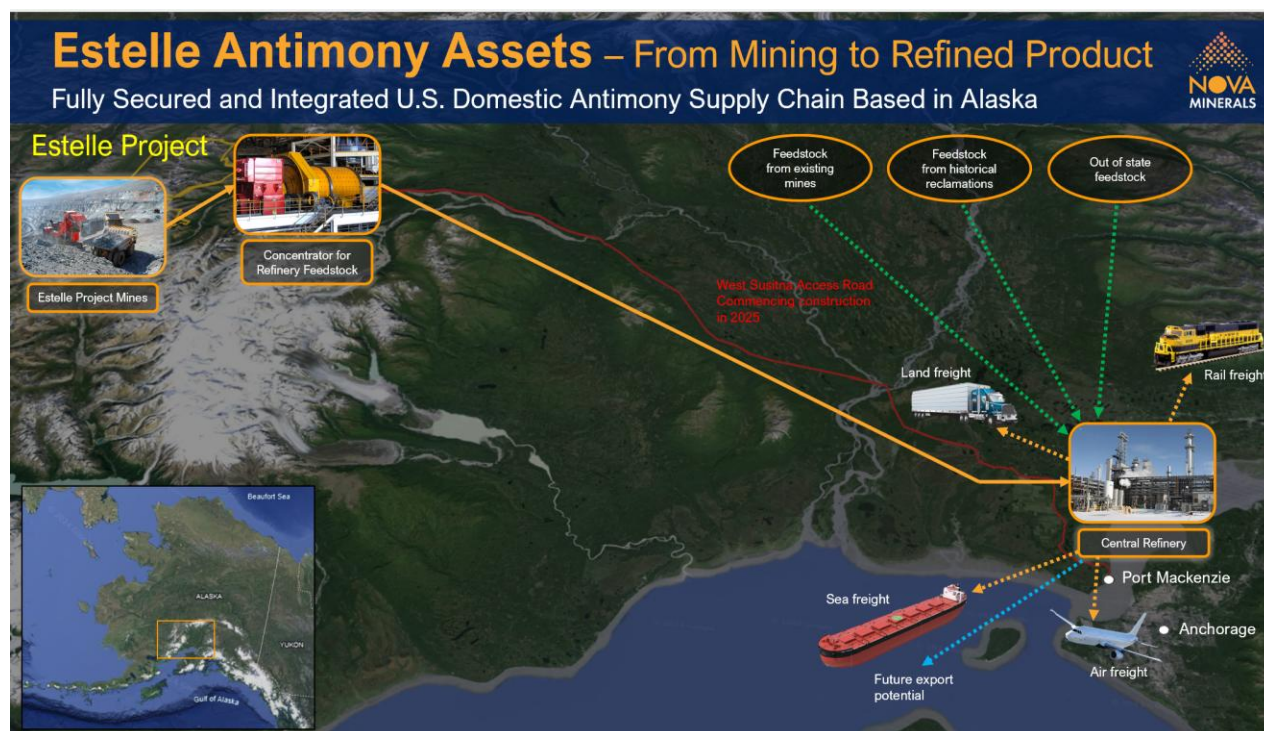 Estelle Antimony Assets – From Mining to Refined Product
Fully Secured and Integrated U.S. Domestic Antimony Supply Chain Based in Alaska
NOVA
MINERALS
Estelle Project
Estelle Project Mines
Concentrator for
Refinery Feedstock
Feedstock
from existing
mines
Feedstock
from historical
reclamations
Out of state
feedstock
West Susitna Access Road
Commencing construction
in 2025
Land freight
Rail freight
Central Refinery
Port Mackenzie
Anchorage
Sea freight
Air freight
Future export
potential
Beaufort Sea
ALASKA
YUKON
Gulf of Alaska